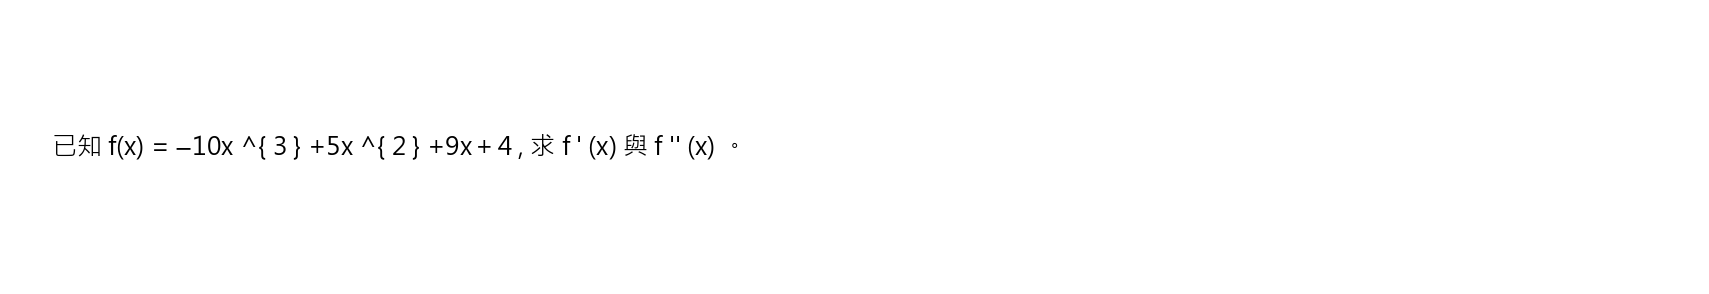 已知 f(x) = −10x ^{ 3 } +5x ^{ 2 } +9x + 4 , 求 f ' (x) 與 f '' (x) 。